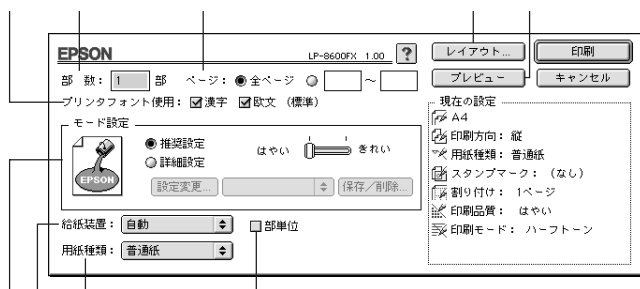 EPSON LP-8600FX 1.00 ? レイアウト... 印刷
部 数： 1 部 ページ： 全ページ ～ プレビュー キャンセル
プリンタフォント使用： 漢字 欧文 (標準)
モード設定
EPSON
推奨設定
詳細設定
はやい きれい
設定変更... 保存／削除...
給紙装置： 自動 部単位
用紙種類： 普通紙
現在の設定
A4
印刷方向： 縦
用紙種類： 普通紙
スタンプマーク： (なし)
割り付け： 1ページ
印刷品質： はやい
印刷モード： ハーフトーン